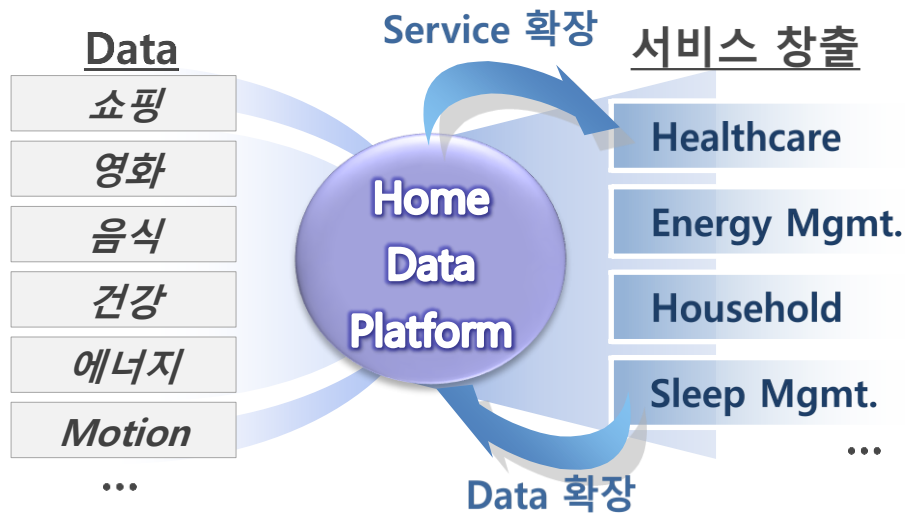 Data
쇼핑
영화
음식
건강
에너지
Motion
...
Service 확장
Home
Data
Platform
Data 확장
서비스 창출
Healthcare
Energy Mgmt.
Household
Sleep Mgmt.
...